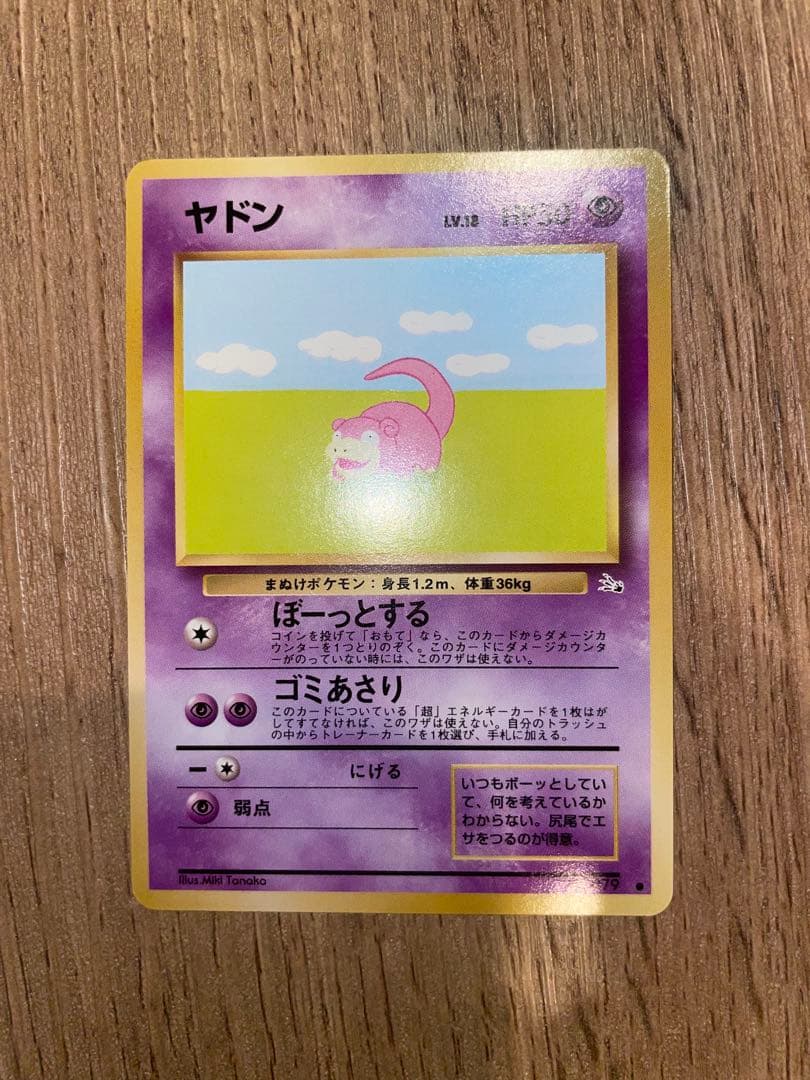 ヤドン
LV.18 HP50
まぬけポケモン：身長1.2m、体重36kg
ぼーっとする
コインを投げて「おもて」なら、このカードからダメージカ
ウンターを1つとりのぞく。このカードにダメージカウンタ
ーがのっていない時には、このワザは使えない。
ゴミあさり
このカードについている「超」エネルギーカードを1枚はが
してすてなければ、このワザは使えない。自分のトラッシュ
の中からトレーナーカードを1枚選び、手札に加える。
にげる
弱点
いつもボーッとしてい
て、何を考えているか
わからない。尻尾でエ
サをつるのが得意。
Illus.Miki Tanaka
79